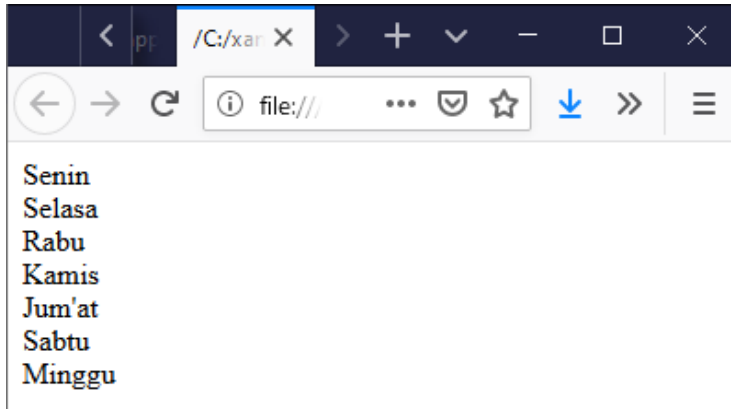 /C:/xar
file:///
Senin
Selasa
Rabu
Kamis
Jum'at
Sabtu
Minggu